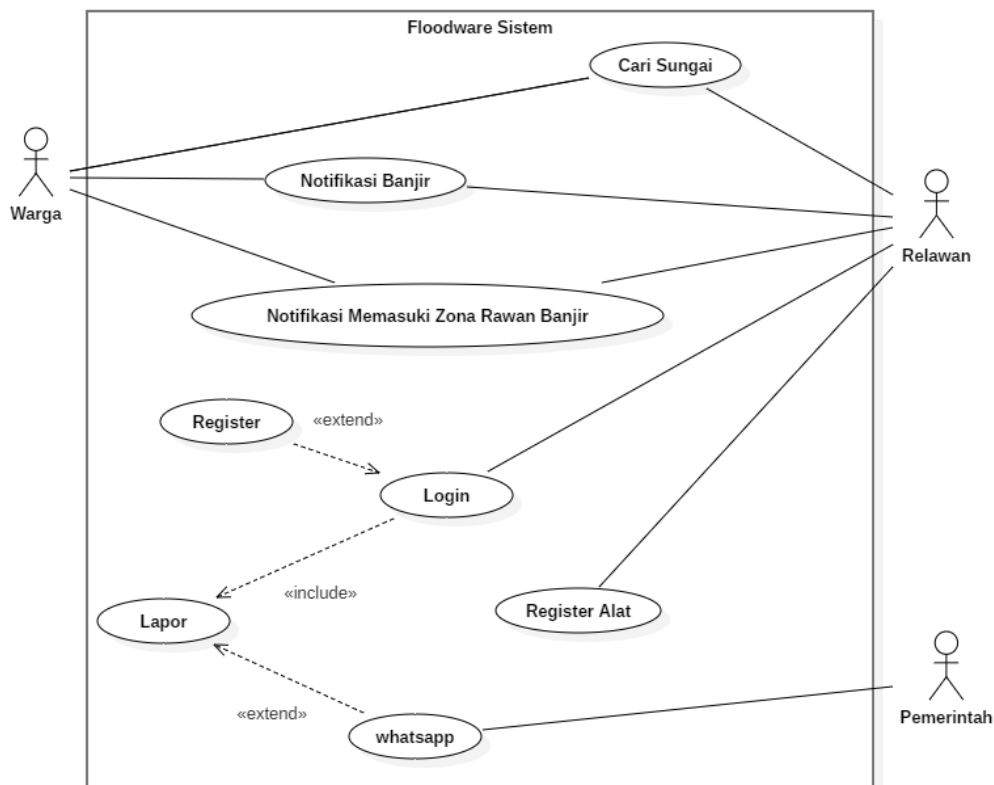 Floodware Sistem
Cari Sungai
Warga
Notifikasi Banjir
Relawan
Notifikasi Memasuki Zona Rawan Banjir
Register
«extend»
Login
«include»
Lapor
Register Alat
«extend»
whatsapp
Pemerintah